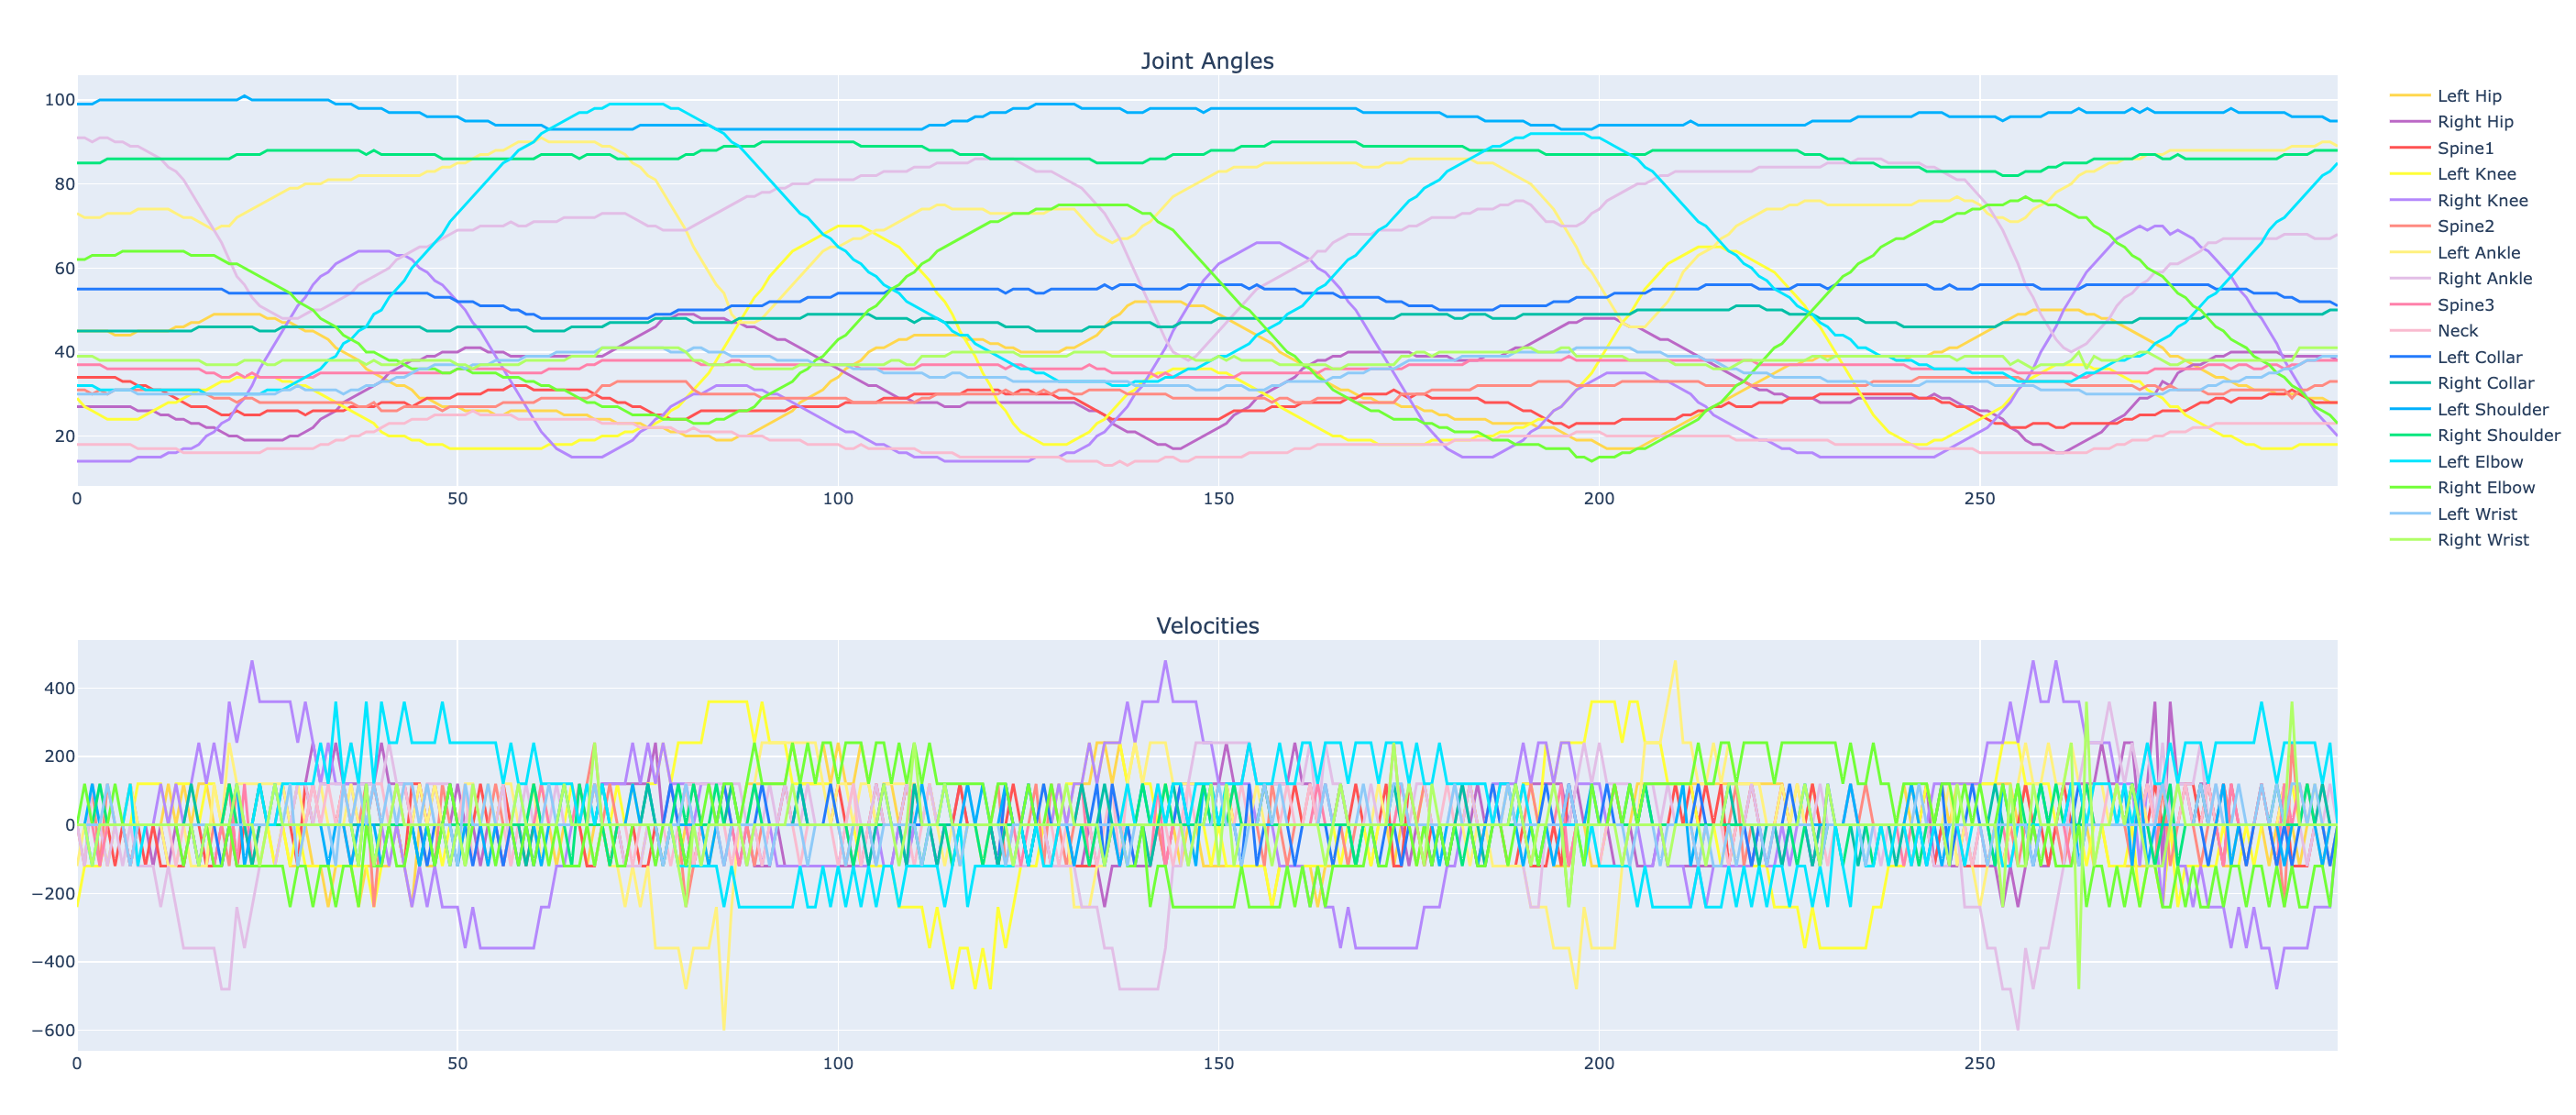 Joint Angles
100
80
60
40
20
0 50 100 150 200 250
Left Hip
Right Hip
Spine1
Left Knee
Right Knee
Spine2
Left Ankle
Right Ankle
Spine3
Neck
Left Collar
Right Collar
Left Shoulder
Right Shoulder
Left Elbow
Right Elbow
Left Wrist
Right Wrist
Velocities
400
200
0
−200
−400
−600
0 50 100 150 200 250